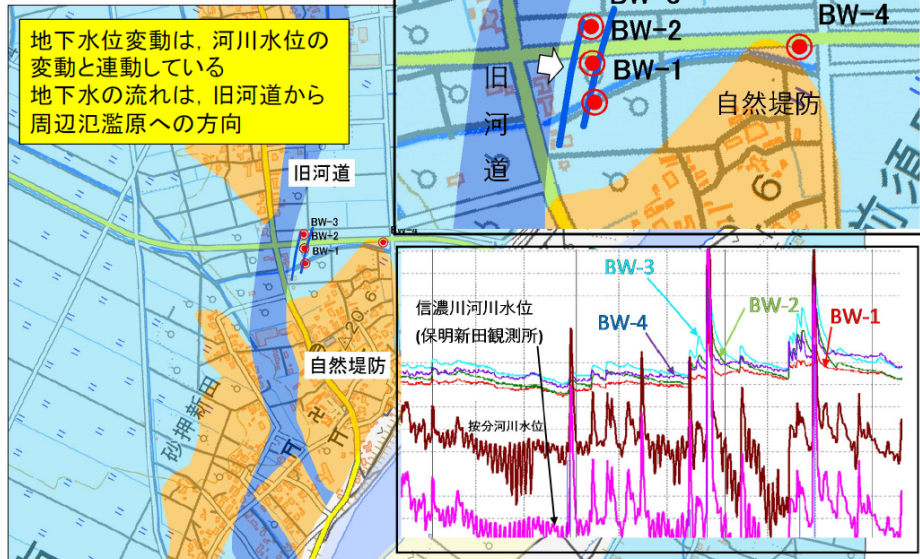 地下水位変動は，河川水位の
変動と連動している
地下水の流れは，旧河道から
周辺氾濫原への方向
BW-2
BW-1
BW-4
旧
河
道
自然堤防
旧河道
BW-3
BW-2
BW-1
自然堤防
20.6
砂押新田
前須
6
信濃川河川水位
(保明新田観測所)
按分河川水位
BW-3
BW-4
BW-2
BW-1